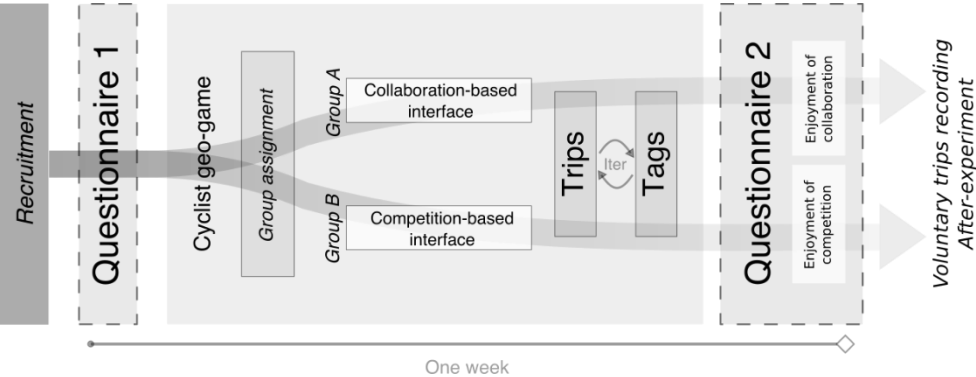 Recruitment
Questionnaire 1
Cyclist geo-game
Group assignment
Group A
Collaboration-based
interface
Group B
Competition-based
interface
Trips
Iter
Tags
Questionnaire 2
Enjoyment of
collaboration
Enjoyment of
competition
Voluntary trips recording
After-experiment
One week